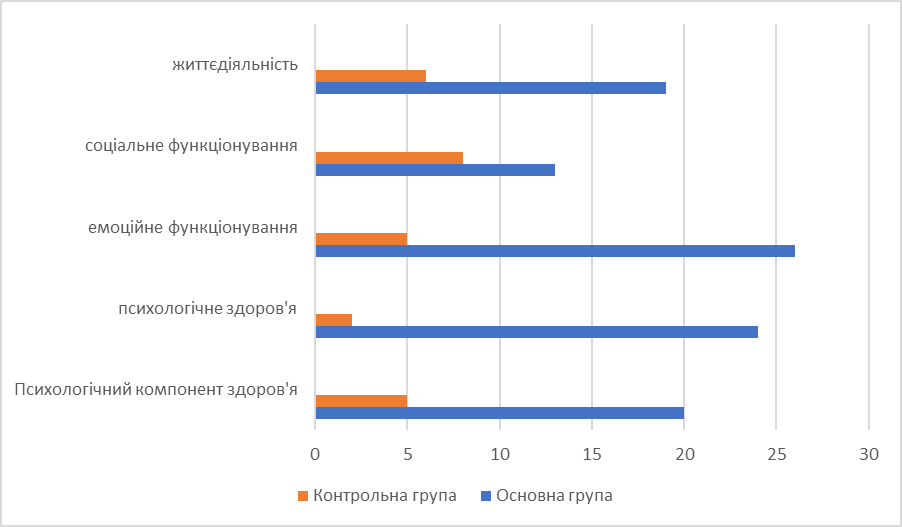 життєдіяльність
соціальне функціонування
емоційне функціонування
психологічне здоров'я
Психологічний компонент здоров'я
0 5 10 15 20 25 30
Контрольна група Основна група